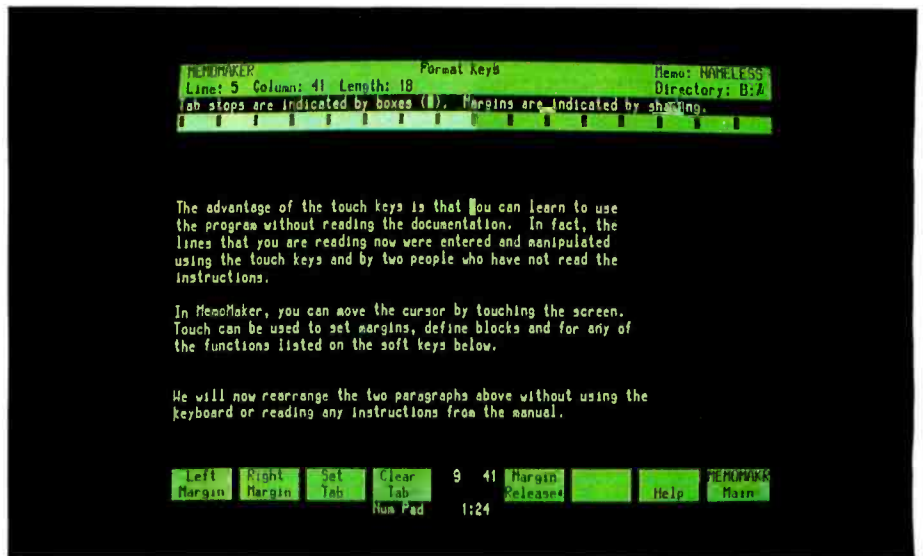 MEMOMAKER Format Keys Memo: NAMELESS
Line: 5 Column: 41 Length: 18 Directory: B:\
Tab stops are indicated by boxes ( ). Margins are indicated by shading.
The advantage of the touch keys is that you can learn to use
the program without reading the documentation. In fact, the
lines that you are reading now were entered and manipulated
using the touch keys and by two people who have not read the
instructions.
In MemoMaker, you can move the cursor by touching the screen.
Touch can be used to set margins, define blocks and for any of
the functions listed on the soft keys below.
We will now rearrange the two paragraphs above without using the
keyboard or reading any instructions from the manual.
Left Right Set Clear 9 41 Margin MEMOMAKR
Margin Margin Tab Tab Release* Help Main
Num Pad 1:24